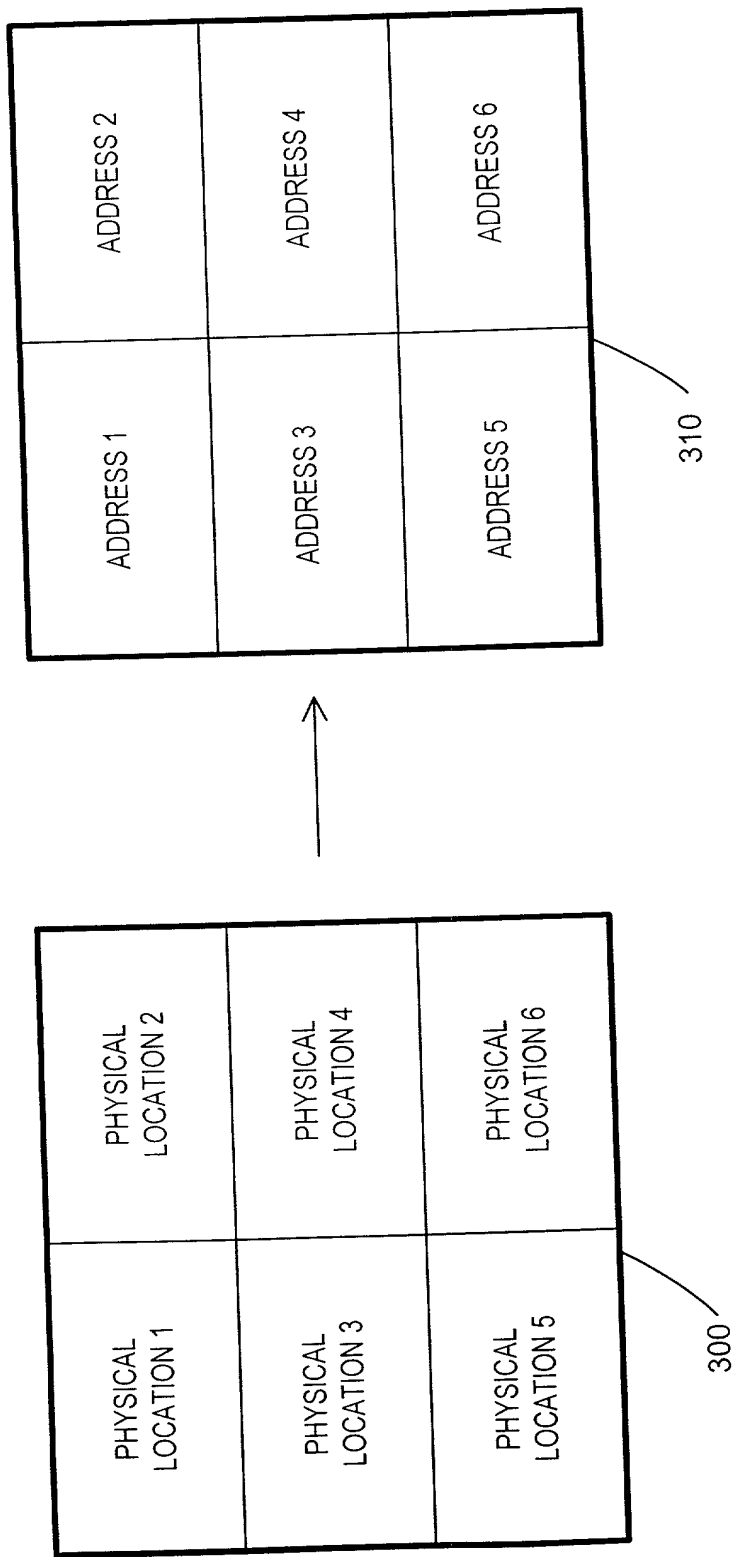 PHYSICAL
LOCATION 1
PHYSICAL
LOCATION 2
PHYSICAL
LOCATION 3
PHYSICAL
LOCATION 4
PHYSICAL
LOCATION 5
PHYSICAL
LOCATION 6
300
ADDRESS 1
ADDRESS 2
ADDRESS 3
ADDRESS 4
ADDRESS 5
ADDRESS 6
310